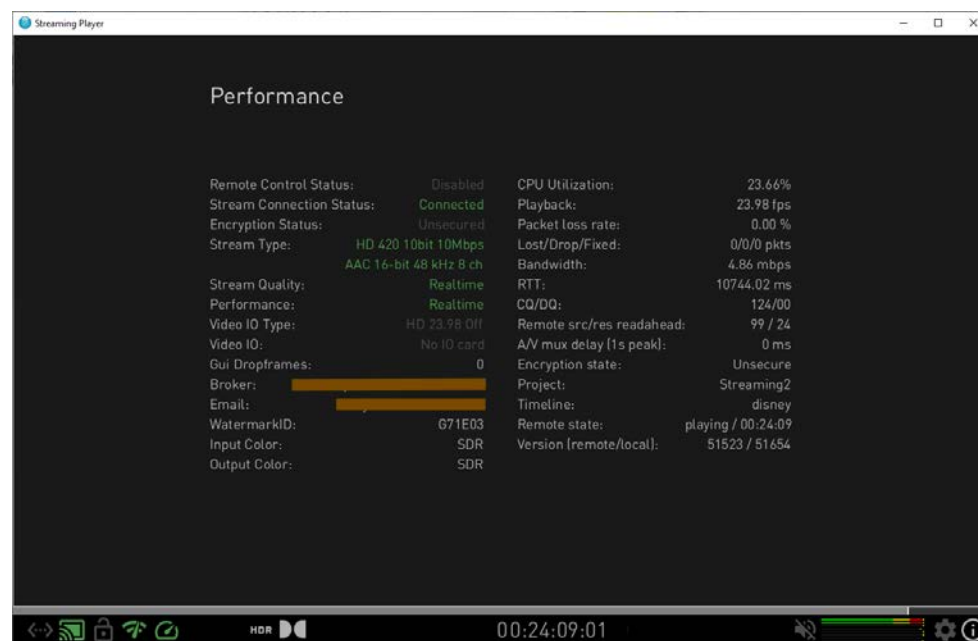 Streaming Player
Performance
Remote Control Status: Disabled
Stream Connection Status: Connected
Encryption Status: Unsecured
Stream Type: HD 420 10bit 10Mbps
AAC 16-bit 48 kHz 8 ch
Stream Quality: Realtime
Performance: Realtime
Video IO Type: HD 23.98 Off
Video IO: No IO card
Gui Dropframes: 0
Broker:
Email:
WatermarkID: G71E03
Input Color: SDR
Output Color: SDR
CPU Utilization: 23.66%
Playback: 23.98 fps
Packet loss rate: 0.00 %
Lost/Drop/Fixed: 0/0/0 pkts
Bandwidth: 4.86 mbps
RTT: 10744.02 ms
CQ/DQ: 124/00
Remote src/res readahead: 99 / 24
A/V mux delay (1s peak): 0 ms
Encryption state: Unsecure
Project: Streaming2
Timeline: disney
Remote state: playing / 00:24:09
Version (remote/local): 51523 / 51654
HDR
00:24:09:01